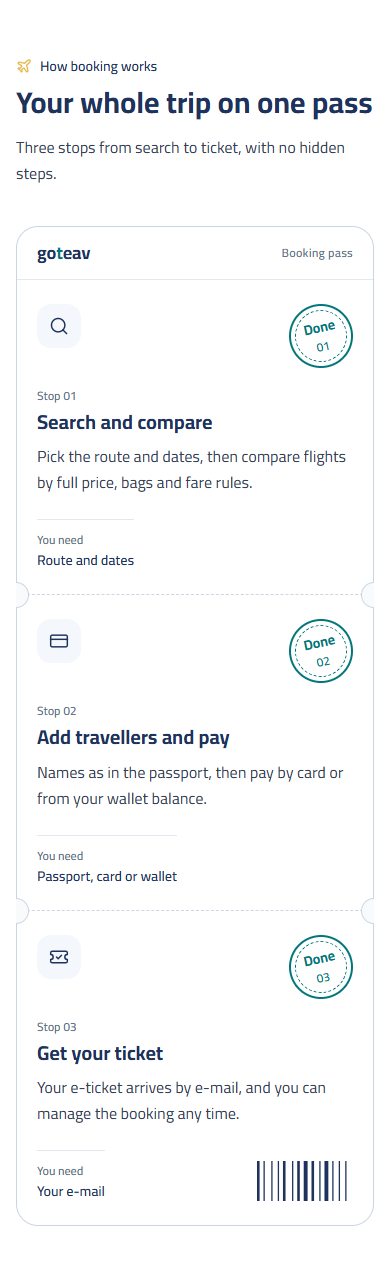 How booking works
Your whole trip on one pass
Three stops from search to ticket, with no hidden
steps.
goteav
Booking pass
Done
01
Stop 01
Search and compare
Pick the route and dates, then compare flights
by full price, bags and fare rules.
You need
Route and dates
Done
02
Stop 02
Add travellers and pay
Names as in the passport, then pay by card or
from your wallet balance.
You need
Passport, card or wallet
Done
03
Stop 03
Get your ticket
Your e-ticket arrives by e-mail, and you can
manage the booking any time.
You need
Your e-mail